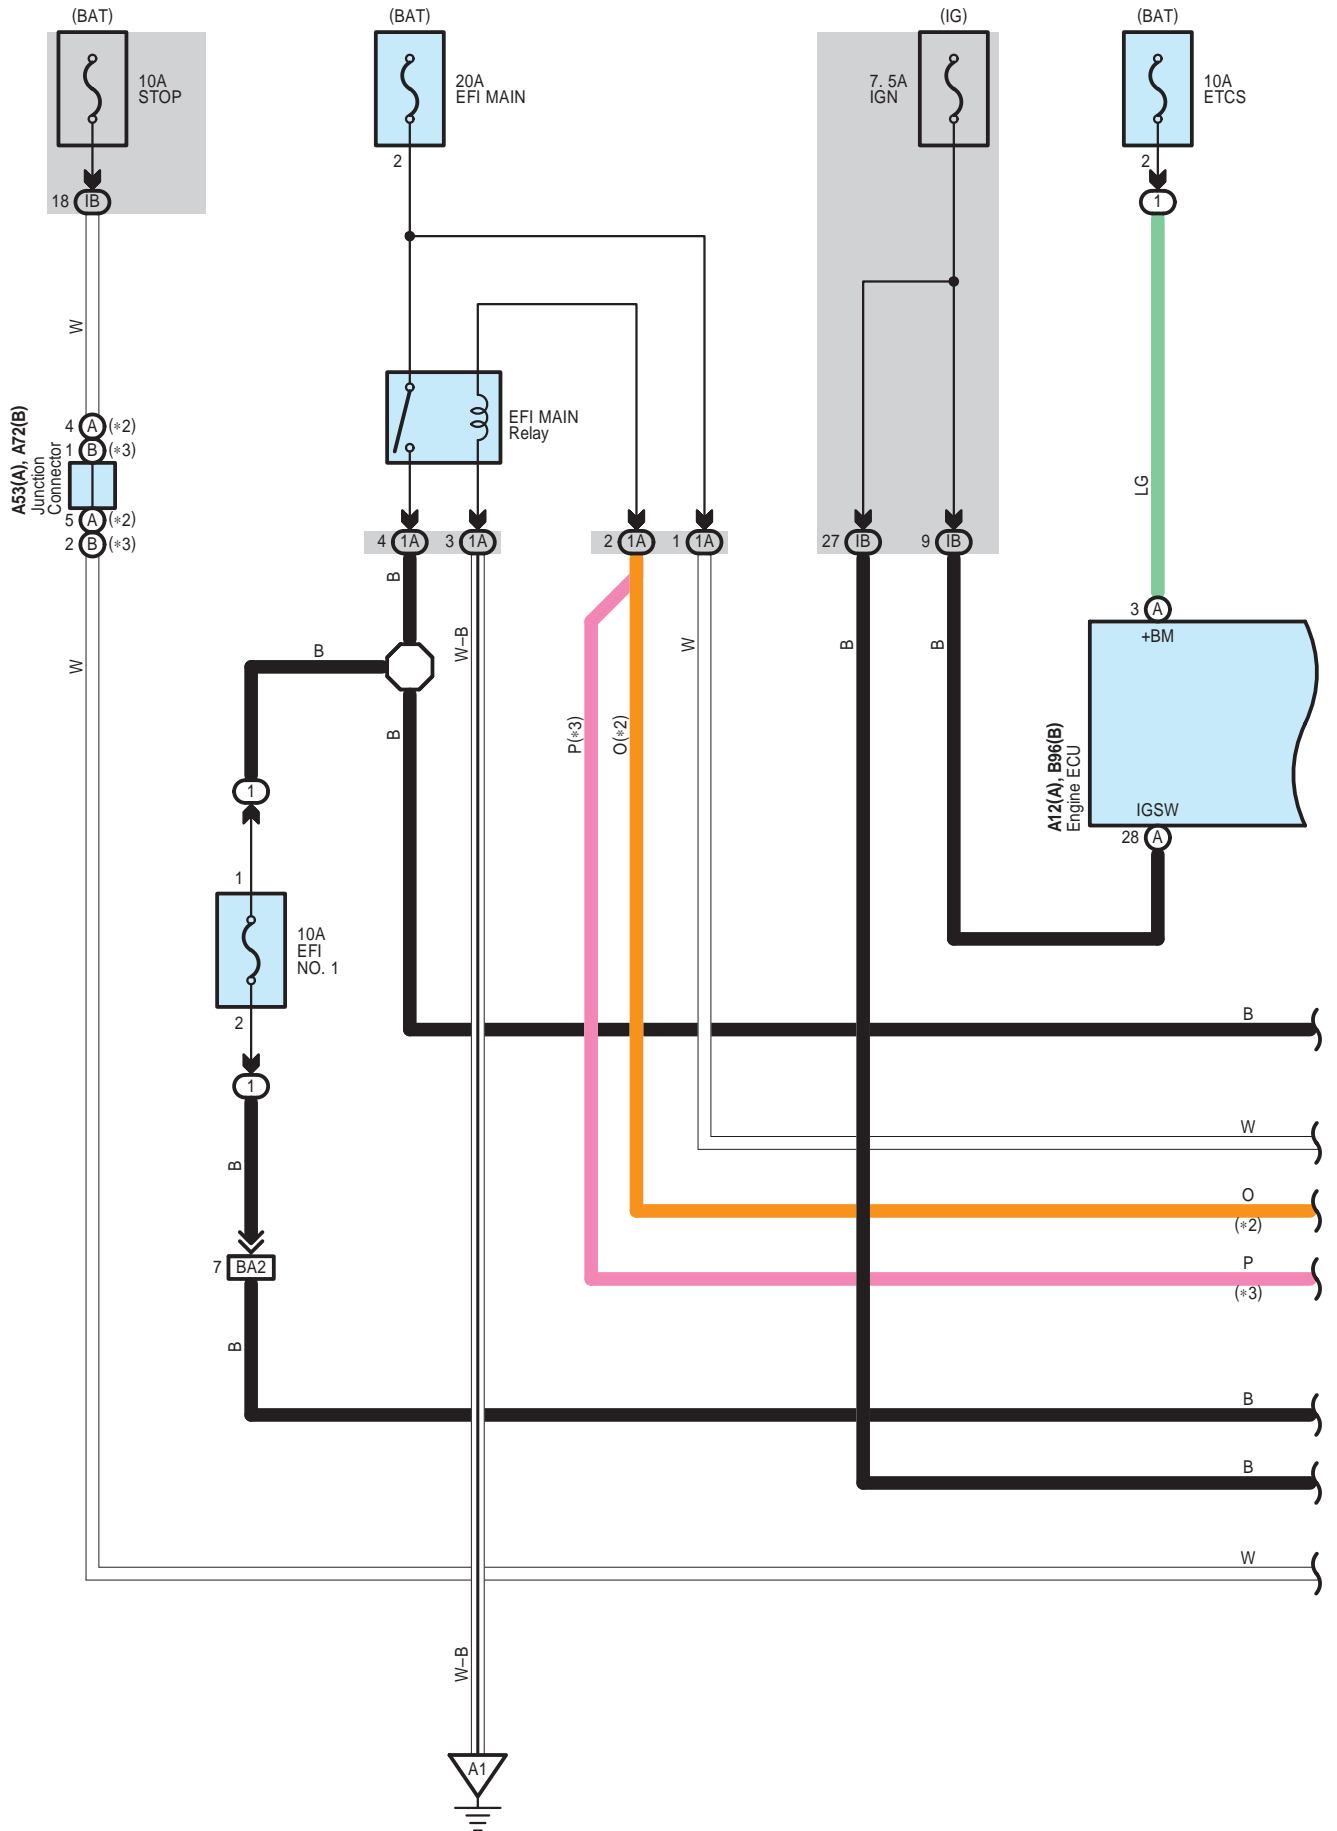 (BAT)
(BAT)
(IG)
(BAT)
10A
STOP
20A
EFI MAIN
7. 5A
IGN
10A
ETCS
2
2
18 IB
1
W
EFI MAIN
Relay
A53(A), A72(B)
Junction
Connector
4 A (*2)
1 B (*3)
5 A (*2)
2 B (*3)
LG
4 1A
3 1A
2 1A
1 1A
27 IB
9 IB
B
3 A
+BM
B
W-B
W
B
B
W
B
P(*3)
O(*2)
A12(A), B96(B)
Engine ECU
1
IGSW
28 A
1
10A
EFI
NO. 1
2
B
1
W
B
O
(*2)
7 BA2
P
(*3)
B
B
B
W
W-B
A1